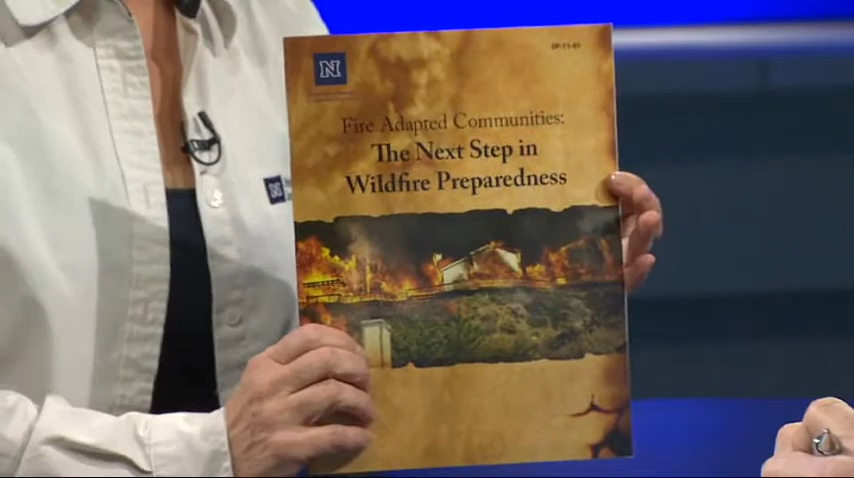 N
SP-11-01
Fire Adapted Communities:
The Next Step in
Wildfire Preparedness
N